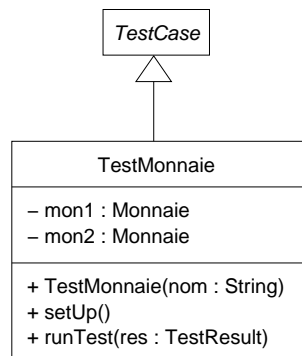 TestCase
TestMonnaie
– mon1 : Monnaie
– mon2 : Monnaie
+ TestMonnaie(nom : String)
+ setUp()
+ runTest(res : TestResult)